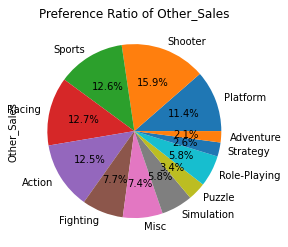 Preference Ratio of Other_Sales
Other_Sales
Platform
11.4%
Shooter
15.9%
Sports
12.6%
Racing
12.7%
Action
12.5%
Fighting
7.7%
Misc
7.4%
Simulation
5.8%
Puzzle
3.4%
Role-Playing
5.8%
Strategy
2.6%
Adventure
2.1%